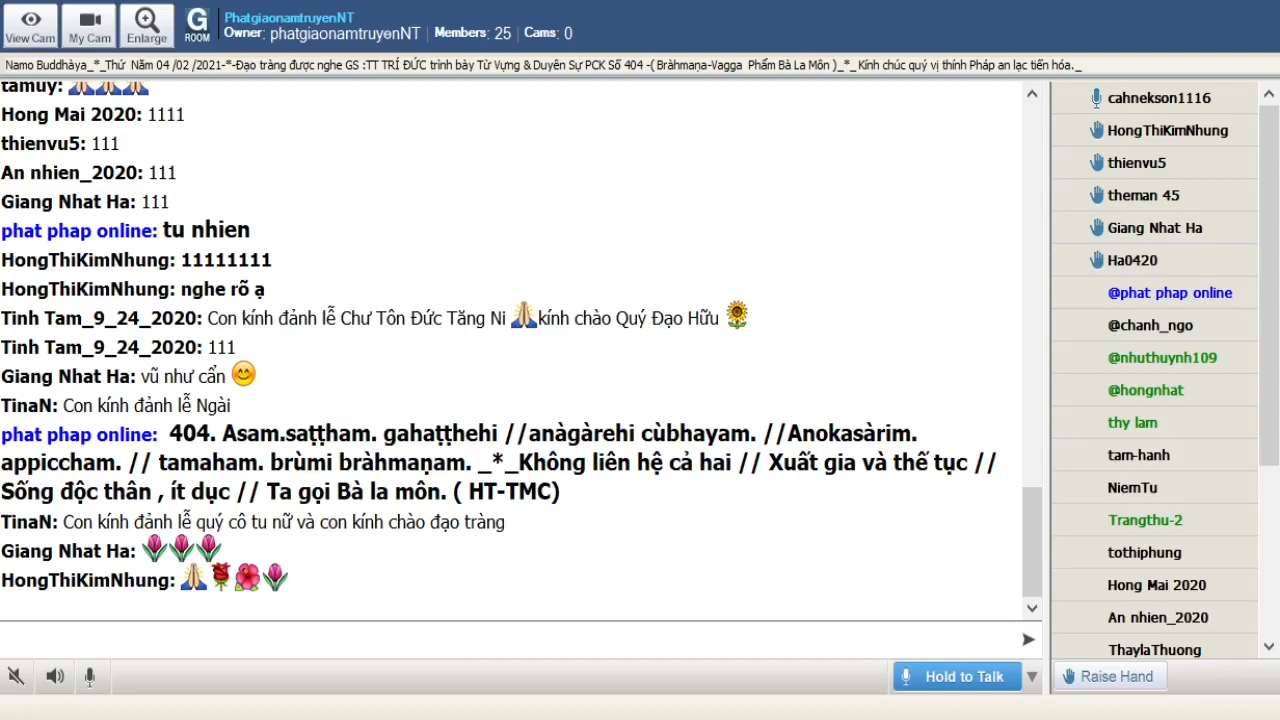 View Cam
My Cam
Enlarge
G
ROOM
PhatgiaonamtruyenNT
Owner: phatgiaonamtruyenNT | Members: 25 | Cams: 0
Namo Buddhàya_*_Thứ Năm 04 /02 /2021-*-Đạo tràng được nghe GS :TT TRÍ ĐỨC trình bày Từ Vựng & Duyên Sự PCK Số 404 -( Bràhmaṇa-Vagga Phẩm Bà La Môn )_*_ Kính chúc quý vị thính Pháp an lạc tiến hóa._
tamuy:
Hong Mai 2020: 1111
thienvu5: 111
An nhien_2020: 111
Giang Nhat Ha: 111
phat phap online: tu nhien
HongThiKimNhung: 11111111
HongThiKimNhung: nghe rõ ạ
Tinh Tam_9_24_2020: Con kính đảnh lễ Chư Tôn Đức Tăng Ni 🙏kính chào Quý Đạo Hữu 🌻
Tinh Tam_9_24_2020: 111
Giang Nhat Ha: vũ như cẩn 😊
TinaN: Con kính đảnh lễ Ngài
phat phap online: 404. Asam.saṭṭham. gahaṭṭhehi //anàgàrehi cùbhayam. //Anokasàrim.
appiccham. // tamaham. brùmi bràhmaṇam. _*_Không liên hệ cả hai // Xuất gia và thế tục //
Sống độc thân , ít dục // Ta gọi Bà la môn. ( HT-TMC)
TinaN: Con kính đảnh lễ quý cô tu nữ và con kính chào đạo tràng
Giang Nhat Ha: 🌷🌷🌷
HongThiKimNhung: 🙏🌹🌺🌷
Hold to Talk
cahnekson1116
HongThiKimNhung
thienvu5
theman 45
Giang Nhat Ha
Ha0420
@phat phap online
@chanh_ngo
@nhuthuynh109
@hongnhat
thy lam
tam-hanh
NiemTu
Trangthu-2
tothiphung
Hong Mai 2020
An nhien_2020
ThaylaThuong
Raise Hand